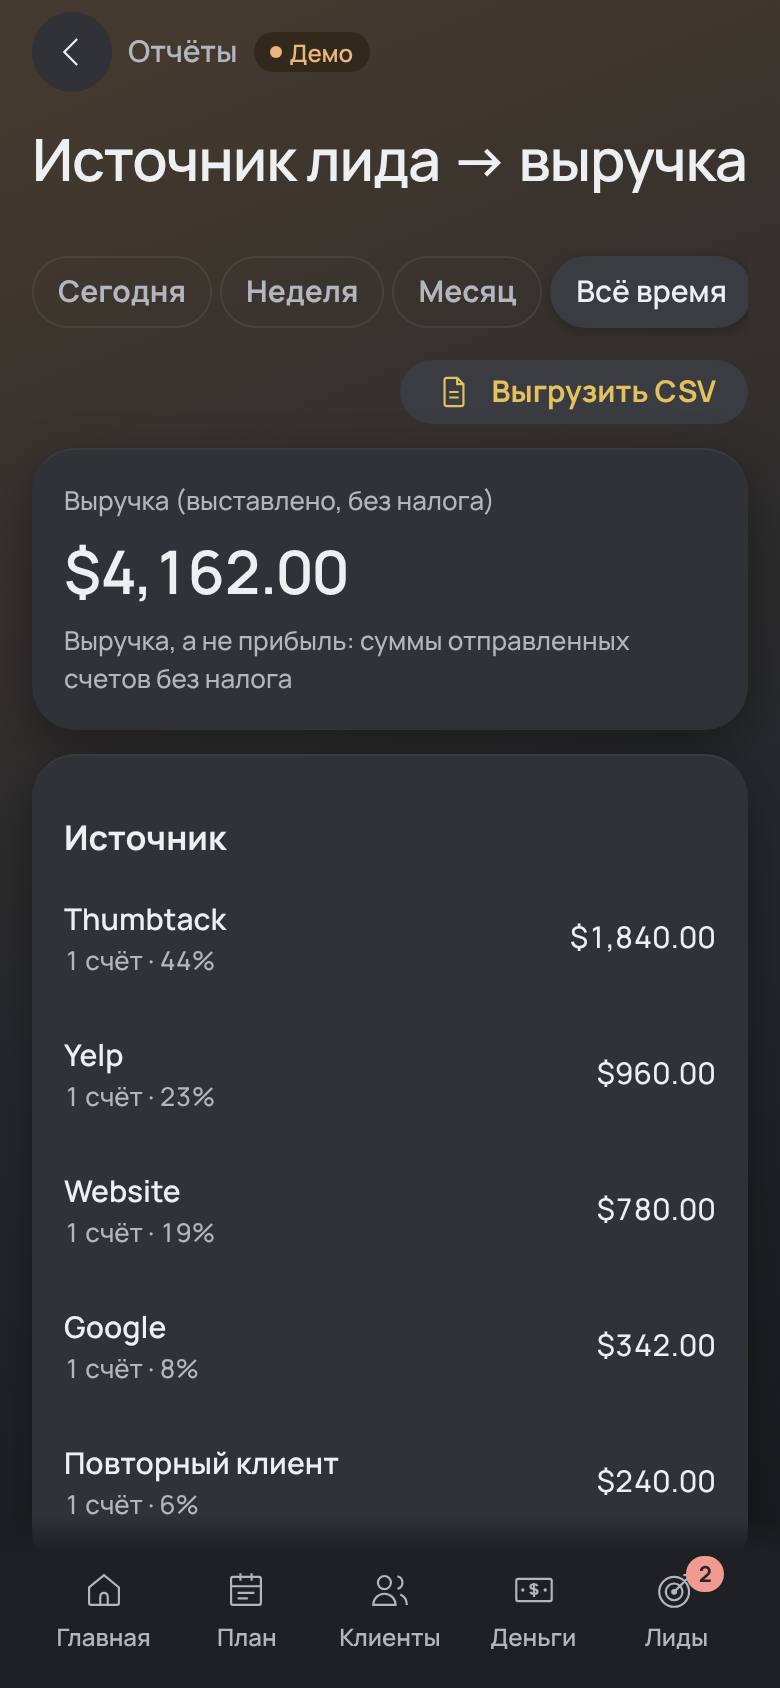 Отчёты
Демо
Источник лида → выручка
Сегодня
Неделя
Месяц
Всё время
Выгрузить CSV
Выручка (выставлено, без налога)
$4,162.00
Выручка, а не прибыль: суммы отправленных
счетов без налога
Источник
Thumbtack
1 счёт · 44%
$1,840.00
Yelp
1 счёт · 23%
$960.00
Website
1 счёт · 19%
$780.00
Google
1 счёт · 8%
$342.00
Повторный клиент
1 счёт · 6%
$240.00
2
Главная
План
Клиенты
Деньги
Лиды